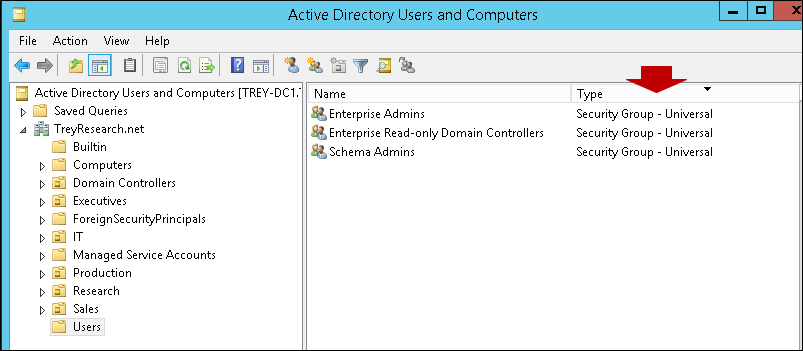 Active Directory Users and Computers
File Action View Help
Active Directory Users and Computers [TREY-DC1.
Saved Queries
TreyResearch.net
Builtin
Computers
Domain Controllers
Executives
ForeignSecurityPrincipals
IT
Managed Service Accounts
Production
Research
Sales
Users
Name Type
Enterprise Admins Security Group - Universal
Enterprise Read-only Domain Controllers Security Group - Universal
Schema Admins Security Group - Universal